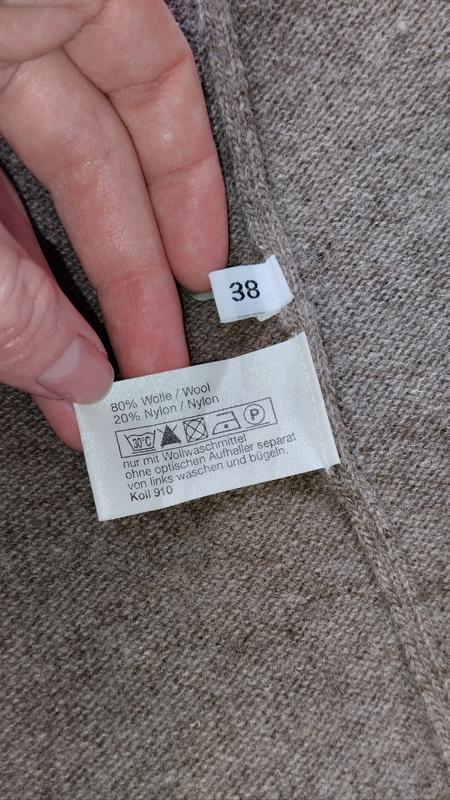 38
80% Wolle / Wool
20% Nylon / Nylon
30°C
P
nur mit Wollwaschmittel
ohne optischen Aufheller separat
von links waschen und bügeln.
Koll 910